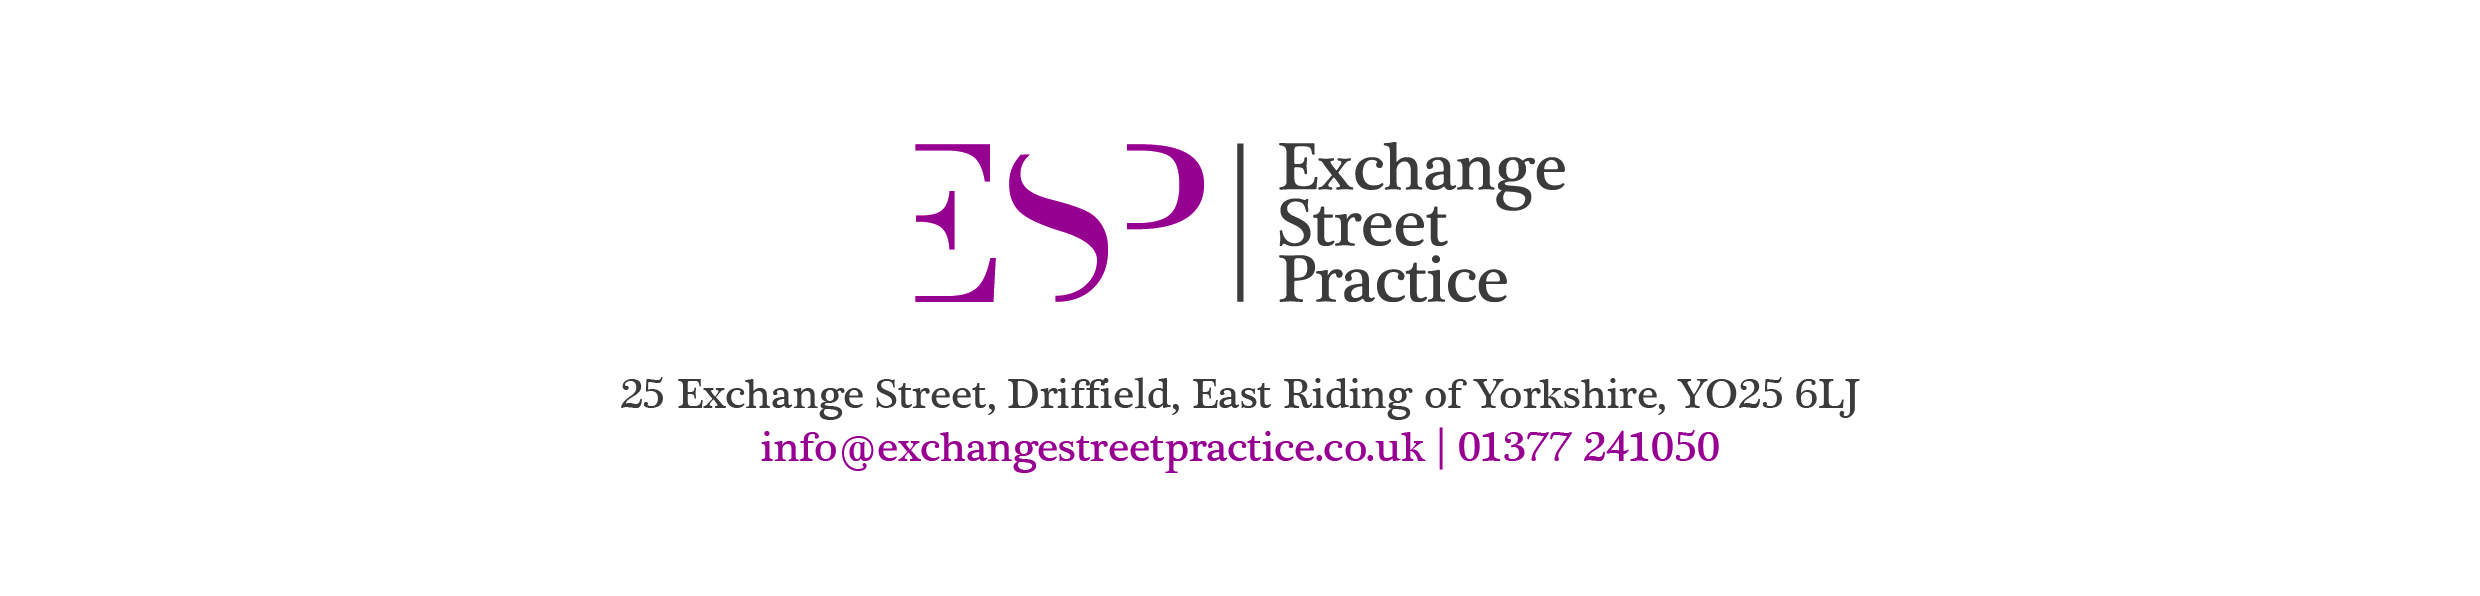 ESP
Exchange
Street
Practice
25 Exchange Street, Driffield, East Riding of Yorkshire, YO25 6LJ
info@exchangestreetpractice.co.uk | 01377 241050